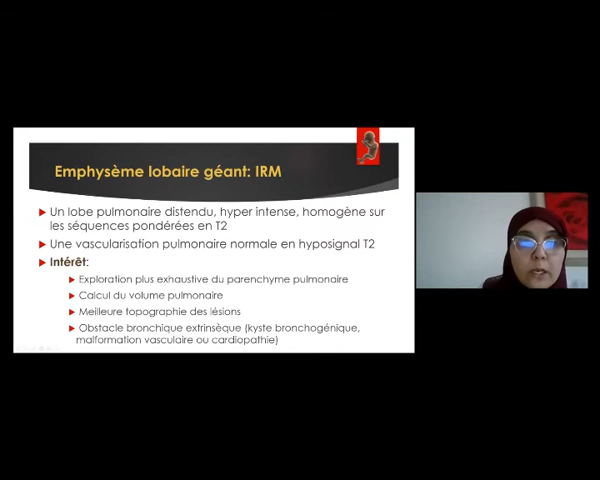 Emphysème lobaire géant: IRM
Un lobe pulmonaire distendu, hyper intense, homogène sur
les séquences pondérées en T2
Une vascularisation pulmonaire normale en hyposignal T2
Intérêt:
Exploration plus exhaustive du parenchyme pulmonaire
Calcul du volume pulmonaire
Meilleure topographie des lésions
Obstacle bronchique extrinsèque (kyste bronchogénique,
malformation vasculaire ou cardiopathie)